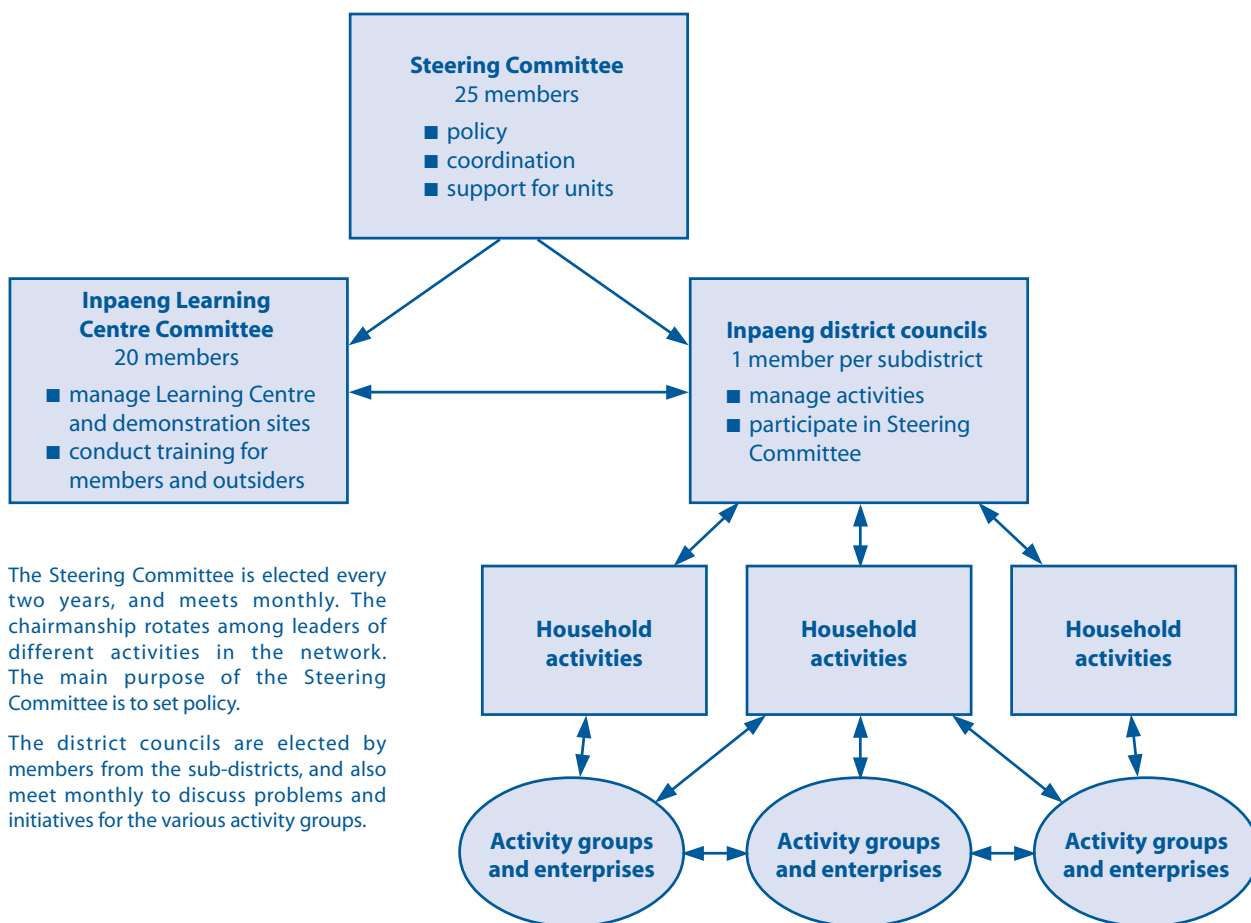 Steering Committee
25 members
■ policy
■ coordination
■ support for units
Inpaeng Learning
Centre Committee
20 members
■ manage Learning Centre
and demonstration sites
■ conduct training for
members and outsiders
Inpaeng district councils
1 member per subdistrict
■ manage activities
■ participate in Steering
Committee
The Steering Committee is elected every
two years, and meets monthly. The
chairmanship rotates among leaders of
different activities in the network.
The main purpose of the Steering
Committee is to set policy.
The district councils are elected by
members from the sub-districts, and also
meet monthly to discuss problems and
initiatives for the various activity groups.
Household
activities
Household
activities
Household
activities
Activity groups
and enterprises
Activity groups
and enterprises
Activity groups
and enterprises